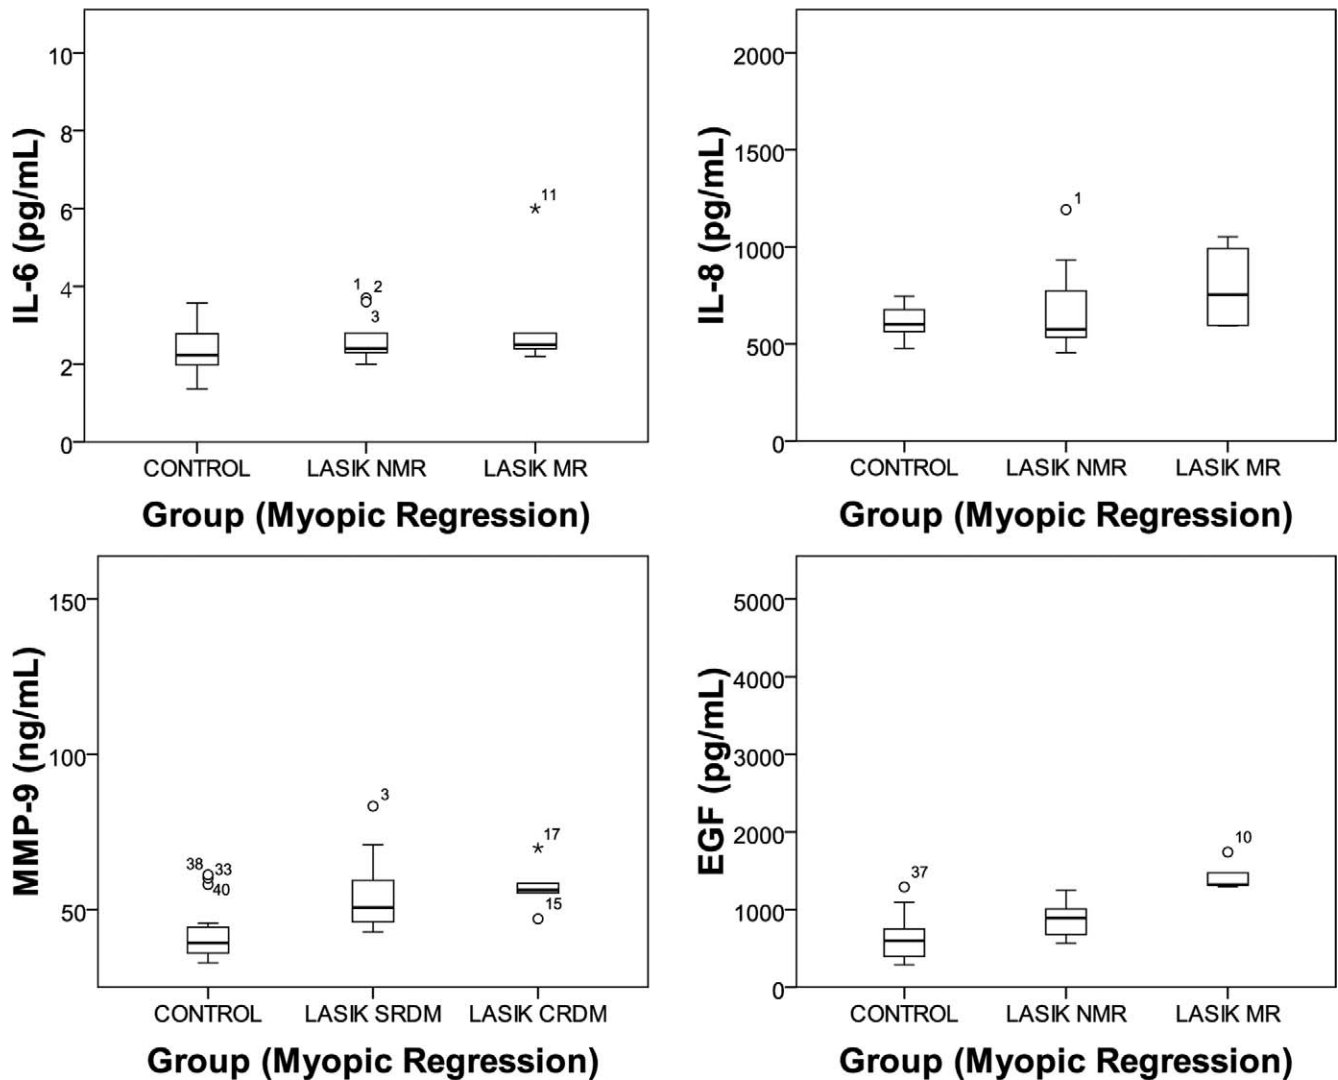 IL-6 (pg/mL)
10
8
6
4
2
0
11
1 2
3
CONTROL LASIK NMR LASIK MR
Group (Myopic Regression)
IL-8 (pg/mL)
2000
1500
1000
500
0
1
CONTROL LASIK NMR LASIK MR
Group (Myopic Regression)
MMP-9 (ng/mL)
150
100
50
3
38 33
40
17
15
CONTROL LASIK SRDM LASIK CRDM
Group (Myopic Regression)
EGF (pg/mL)
5000
4000
3000
2000
1000
0
37
10
CONTROL LASIK NMR LASIK MR
Group (Myopic Regression)